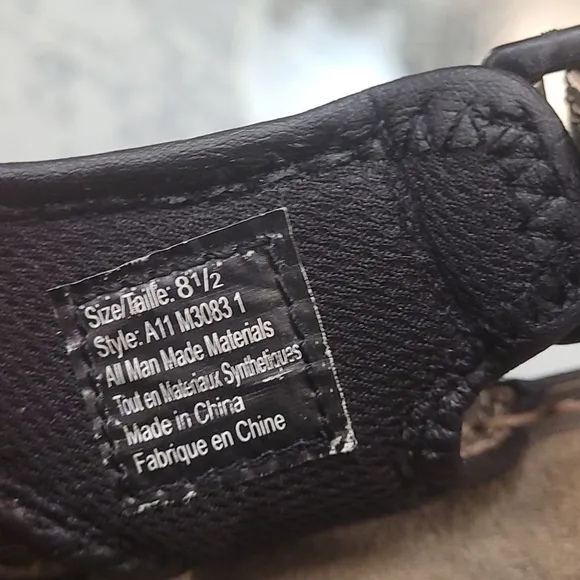 Size/Taille: 8½
Style: A11 M3083 1
All Man Made Materials
Tout en Materiaux Synthetiques
Made in China
Fabrique en Chine